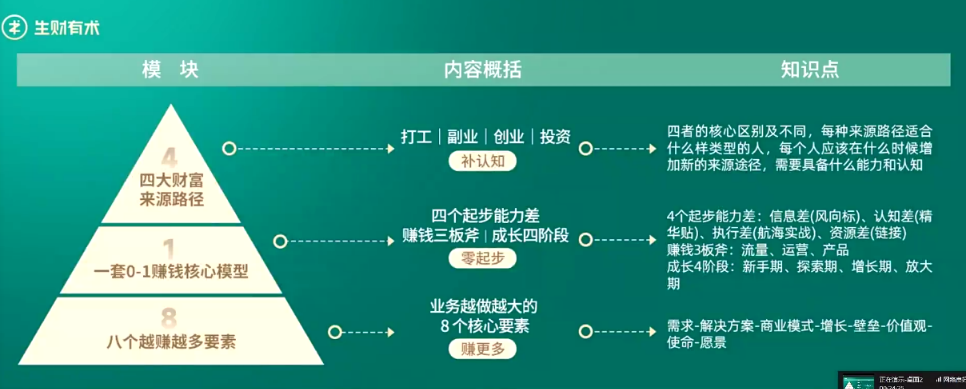 生财有术
模 块
内容概括
知识点
4
四大财富
来源路径
打工｜副业｜创业｜投资
补认知
四者的核心区别及不同，每种来源路径适合
什么样类型的人，每个人应该在什么时候增
加新的来源途径，需要具备什么能力和认知
1
一套0-1赚钱核心模型
四个起步能力差
赚钱三板斧｜成长四阶段
零起步
4个起步能力差：信息差(风向标)、认知差(精
华贴)、执行差(航海实战)、资源差(链接)
赚钱3板斧：流量、运营、产品
成长4阶段：新手期、探索期、增长期、放大
期
8
八个越赚越多要素
业务越做越大的
8个核心要素
赚更多
需求-解决方案-商业模式-增长-壁垒-价值观-
使命-愿景